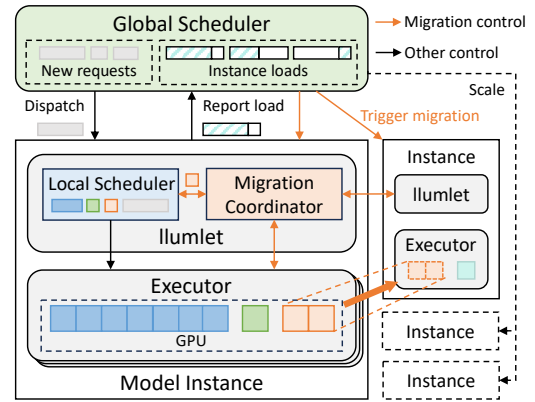 Global Scheduler
New requests
Instance loads
Migration control
Other control
Dispatch
Report load
Scale
Trigger migration
Local Scheduler
Migration
Coordinator
llumlet
Executor
GPU
Model Instance
Instance
llumlet
Executor
Instance
Instance